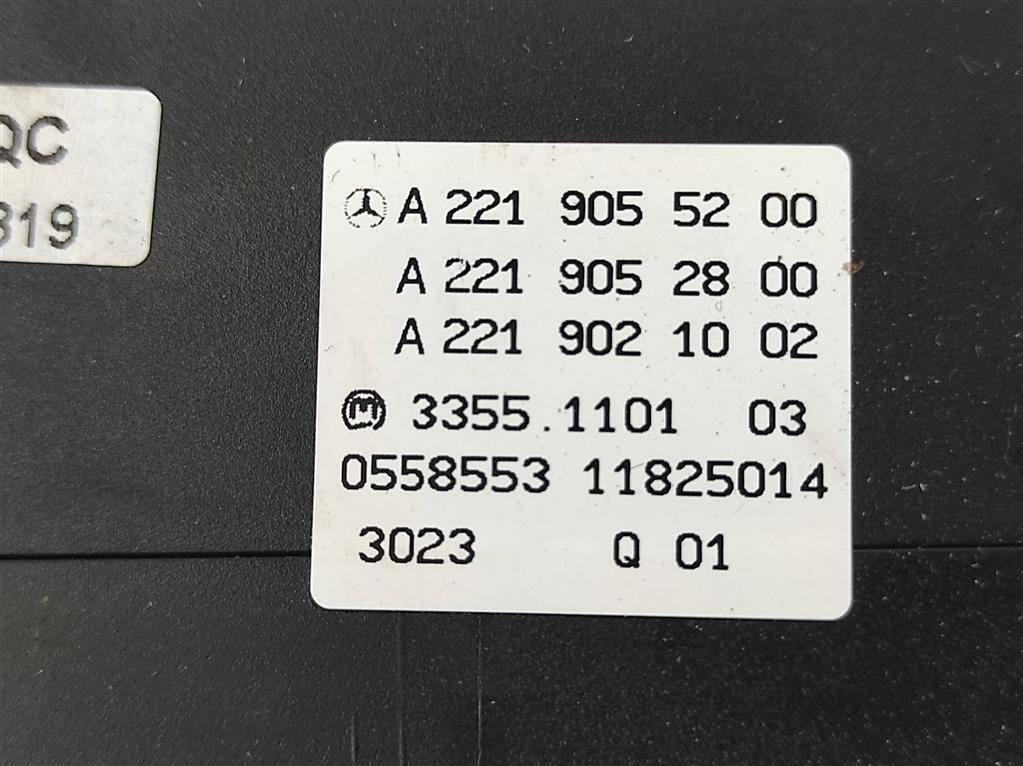 QC
819
A 221 905 52 00
A 221 905 28 00
A 221 902 10 02
M 3355.1101 03
0558553 11825014
3023 Q 01